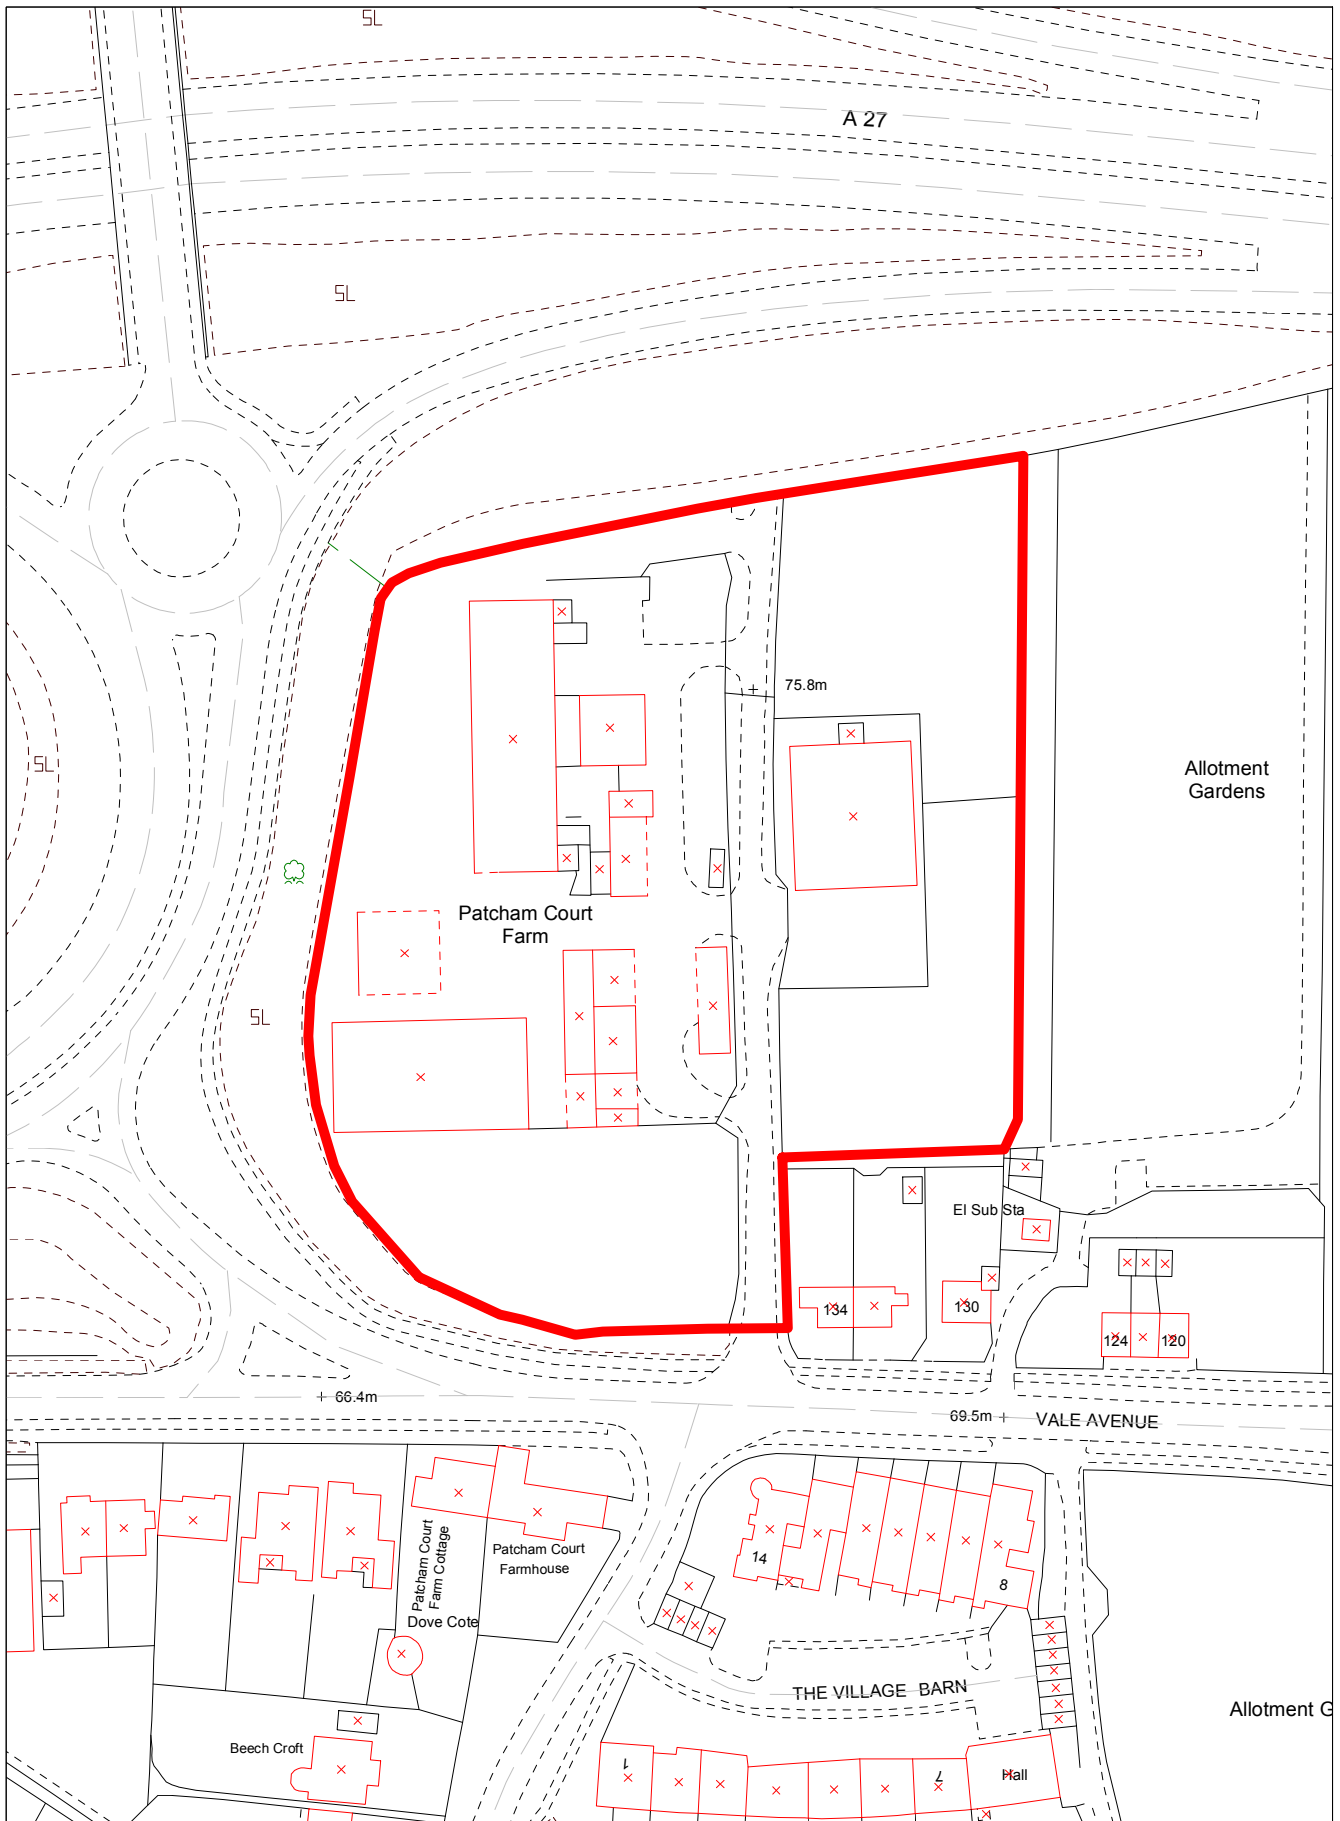 SL
A 27
SL
75.8m
SL
Allotment
Gardens
Patcham Court
Farm
SL
El Sub Sta
134
130
124
120
66.4m
69.5m
VALE AVENUE
Patcham Court
Farm Cottage
Patcham Court
Farmhouse
14
8
Dove Cote
THE VILLAGE BARN
Allotment G
Beech Croft
1
7
Hall